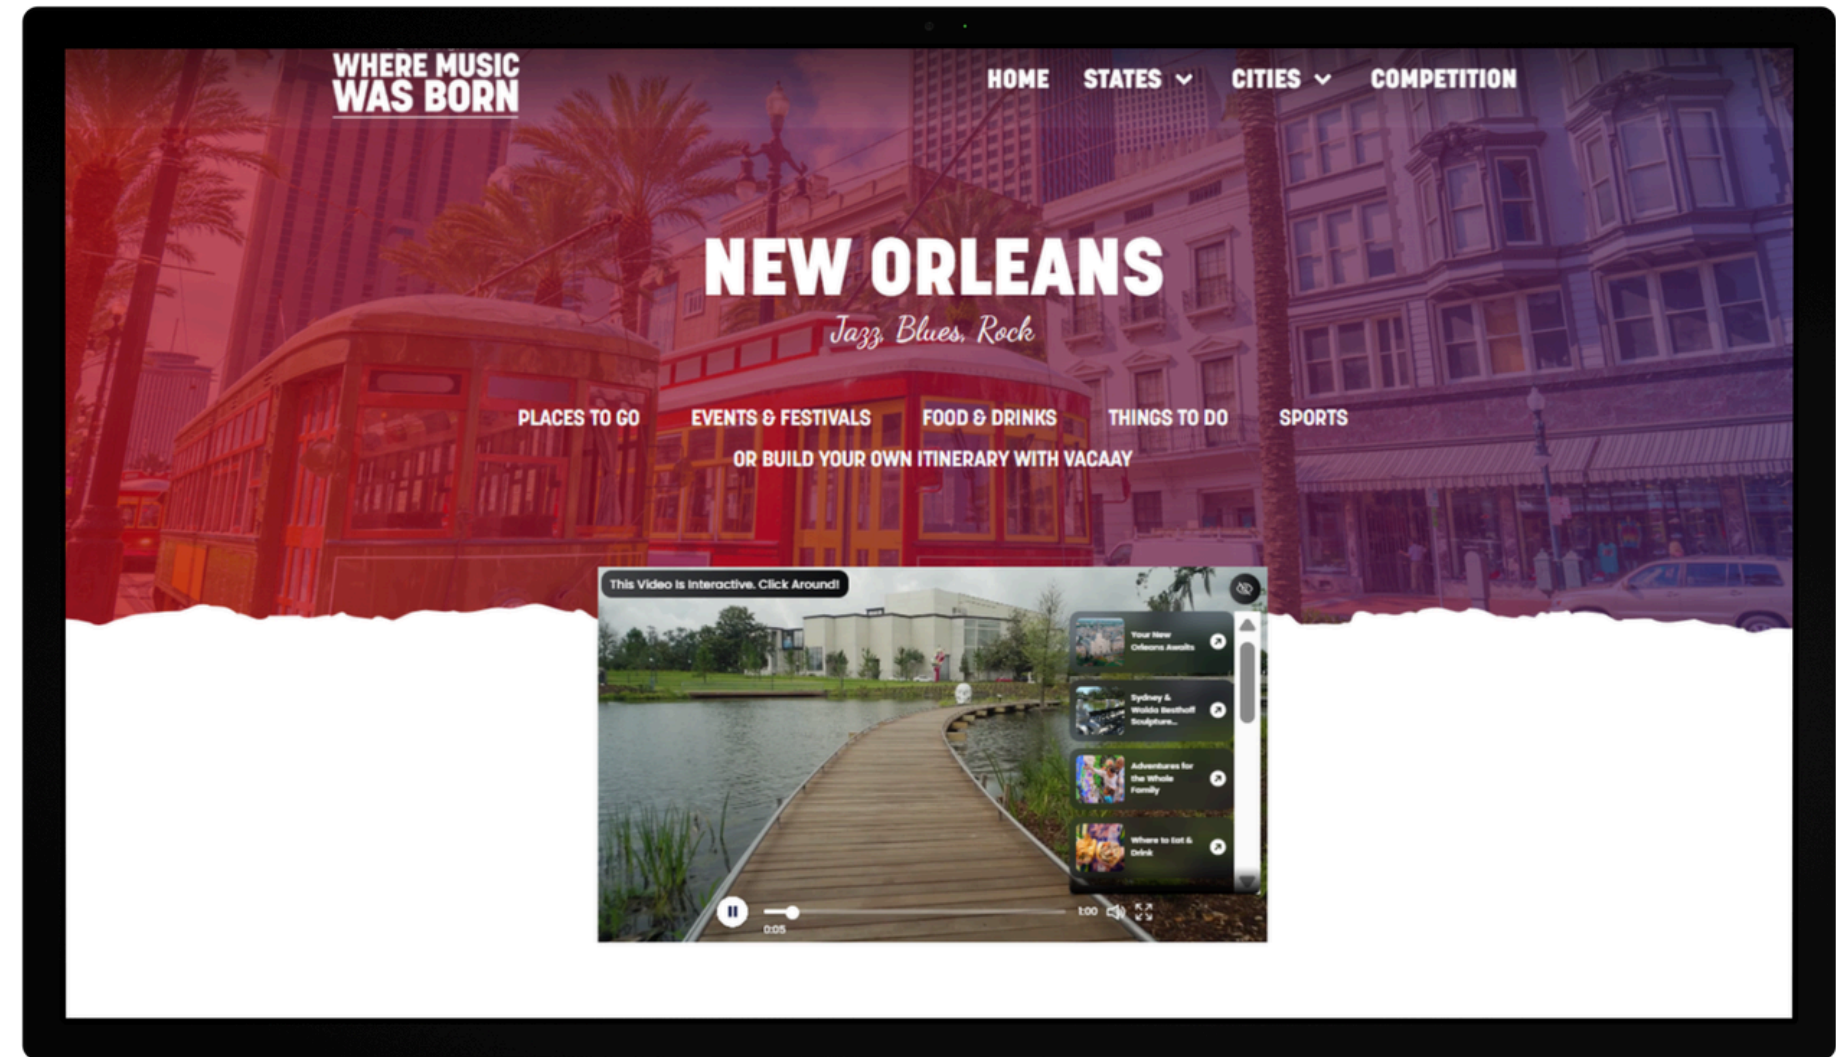 WHERE MUSIC
WAS BORN
HOME STATES CITIES COMPETITION
NEW ORLEANS
Jazz, Blues, Rock
PLACES TO GO EVENTS & FESTIVALS FOOD & DRINKS THINGS TO DO SPORTS
OR BUILD YOUR OWN ITINERARY WITH VACAAY
This Video Is Interactive. Click Around!
Your New
Orleans Awaits
Sydney &
Walda Besthoff
Sculpture...
Adventures for
the Whole
Family
Where to Eat &
Drink
1:00
0:05